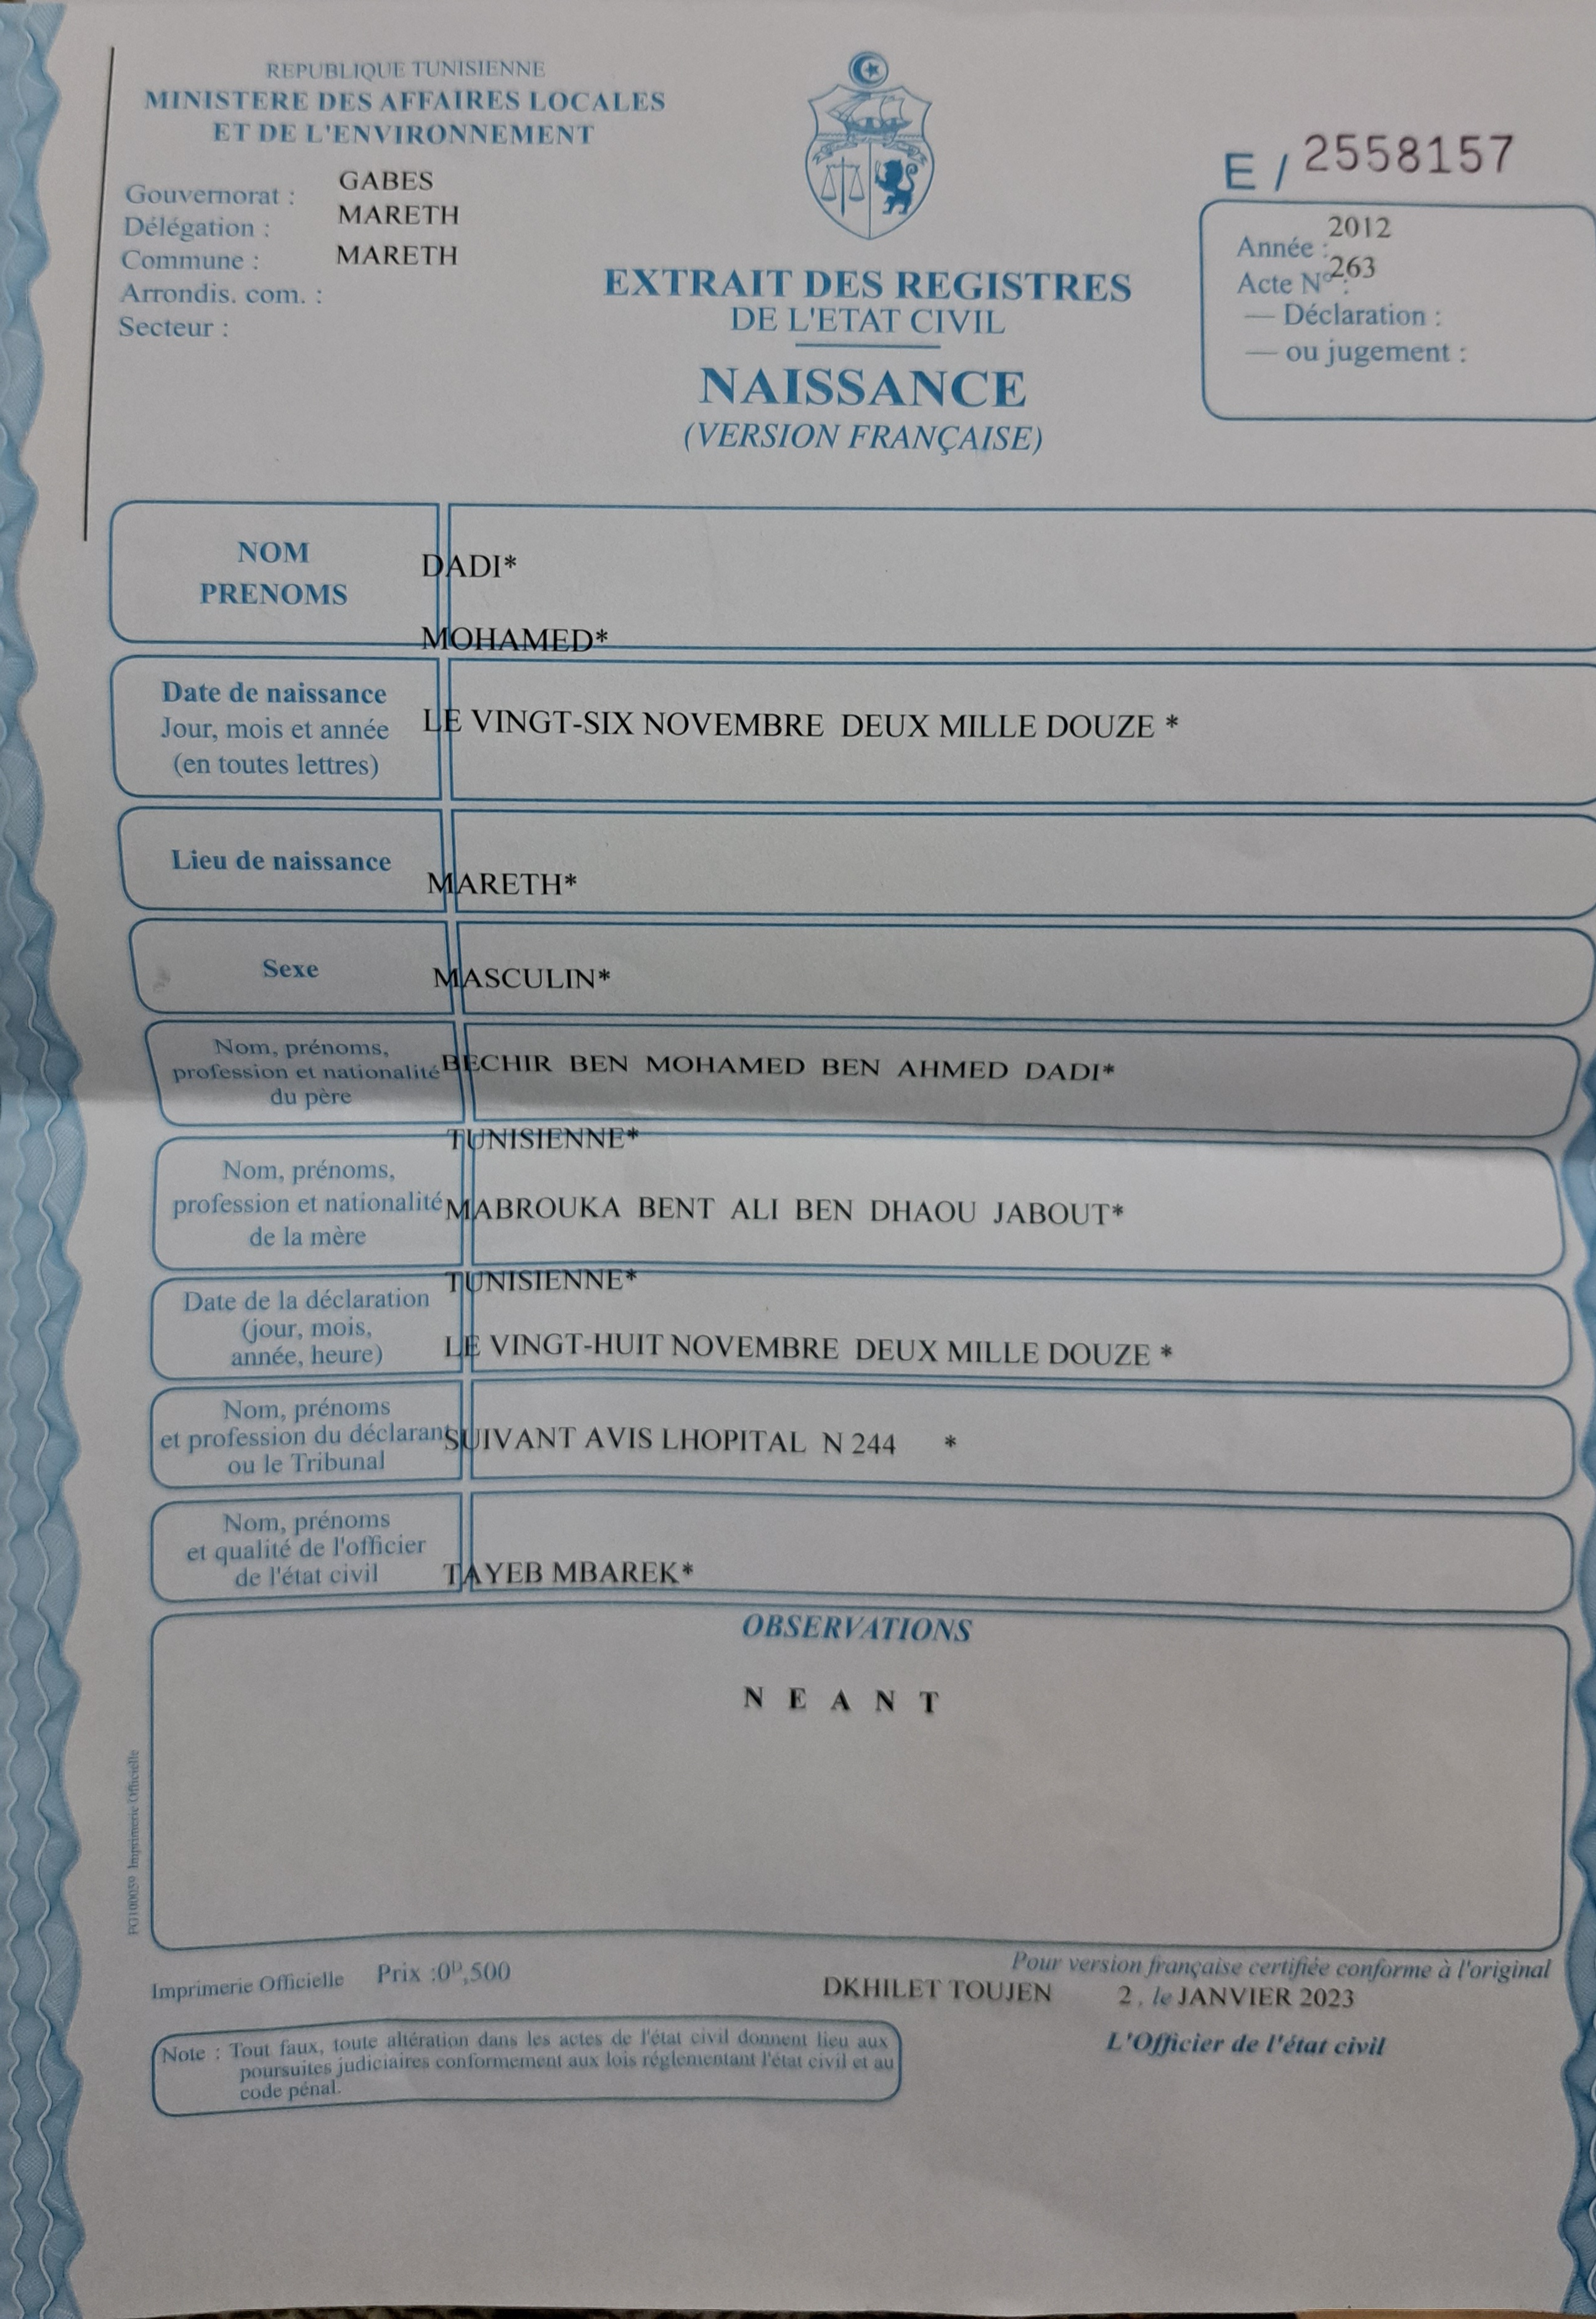 REPUBLIQUE TUNISIENNE
MINISTERE DES AFFAIRES LOCALES
ET DE L'ENVIRONNEMENT
Gouvernorat : GABES
Délégation : MARETH
Commune : MARETH
Arrondis. com. :
Secteur :
E / 2558157
Année : 2012
Acte N° : 263
— Déclaration :
— ou jugement :
EXTRAIT DES REGISTRES
DE L'ETAT CIVIL
NAISSANCE
(VERSION FRANÇAISE)
NOM
PRENOMS
DADI*
MOHAMED*
Date de naissance
Jour, mois et année
(en toutes lettres)
LE VINGT-SIX NOVEMBRE DEUX MILLE DOUZE *
Lieu de naissance
MARETH*
Sexe
MASCULIN*
Nom, prénoms,
profession et nationalité
du père
BECHIR BEN MOHAMED BEN AHMED DADI*
TUNISIENNE*
Nom, prénoms,
profession et nationalité
de la mère
MABROUKA BENT ALI BEN DHAOU JABOUT*
TUNISIENNE*
Date de la déclaration
(jour, mois,
année, heure)
LE VINGT-HUIT NOVEMBRE DEUX MILLE DOUZE *
Nom, prénoms
et profession du déclarant
ou le Tribunal
SUIVANT AVIS LHOPITAL N 244 *
Nom, prénoms
et qualité de l'officier
de l'état civil
TAYEB MBAREK*
OBSERVATIONS
N E A N T
FG100059 Imprimerie Officielle
Imprimerie Officielle Prix :0ᴰ,500
Pour version française certifiée conforme à l'original
DKHILET TOUJEN 2 , le JANVIER 2023
L'Officier de l'état civil
Note : Tout faux, toute altération dans les actes de l'état civil donnent lieu aux
poursuites judiciaires conformement aux lois réglementant l'état civil et au
code pénal.